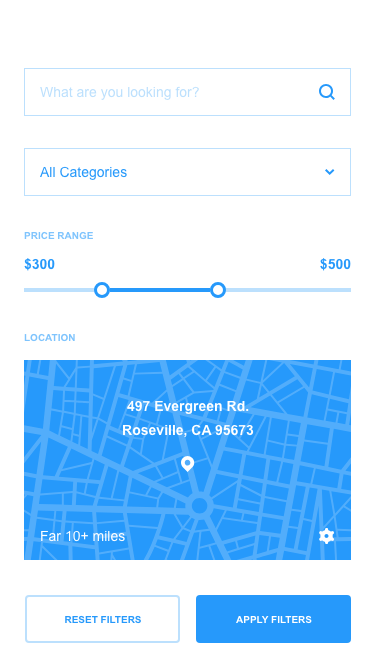 What are you looking for?
All Categories
PRICE RANGE
$300 $500
LOCATION
497 Evergreen Rd.
Roseville, CA 95673
Far 10+ miles
RESET FILTERS APPLY FILTERS